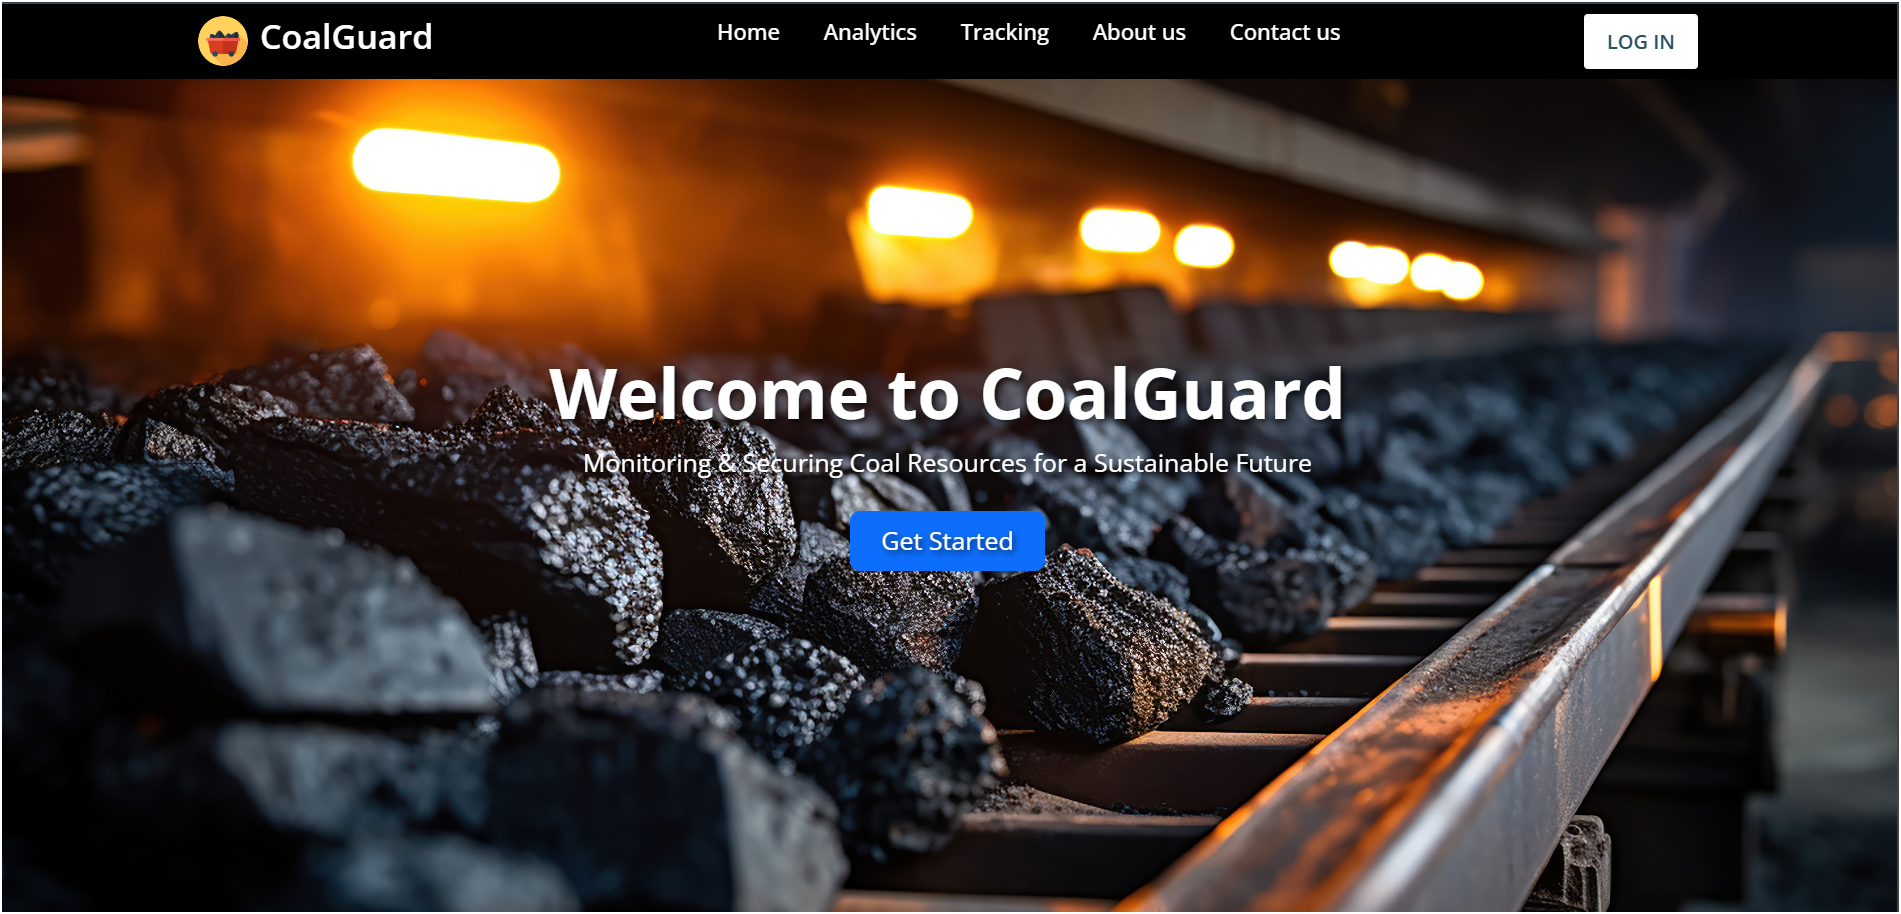 CoalGuard
Home Analytics Tracking About us Contact us
LOG IN
Welcome to CoalGuard
Monitoring & Securing Coal Resources for a Sustainable Future
Get Started